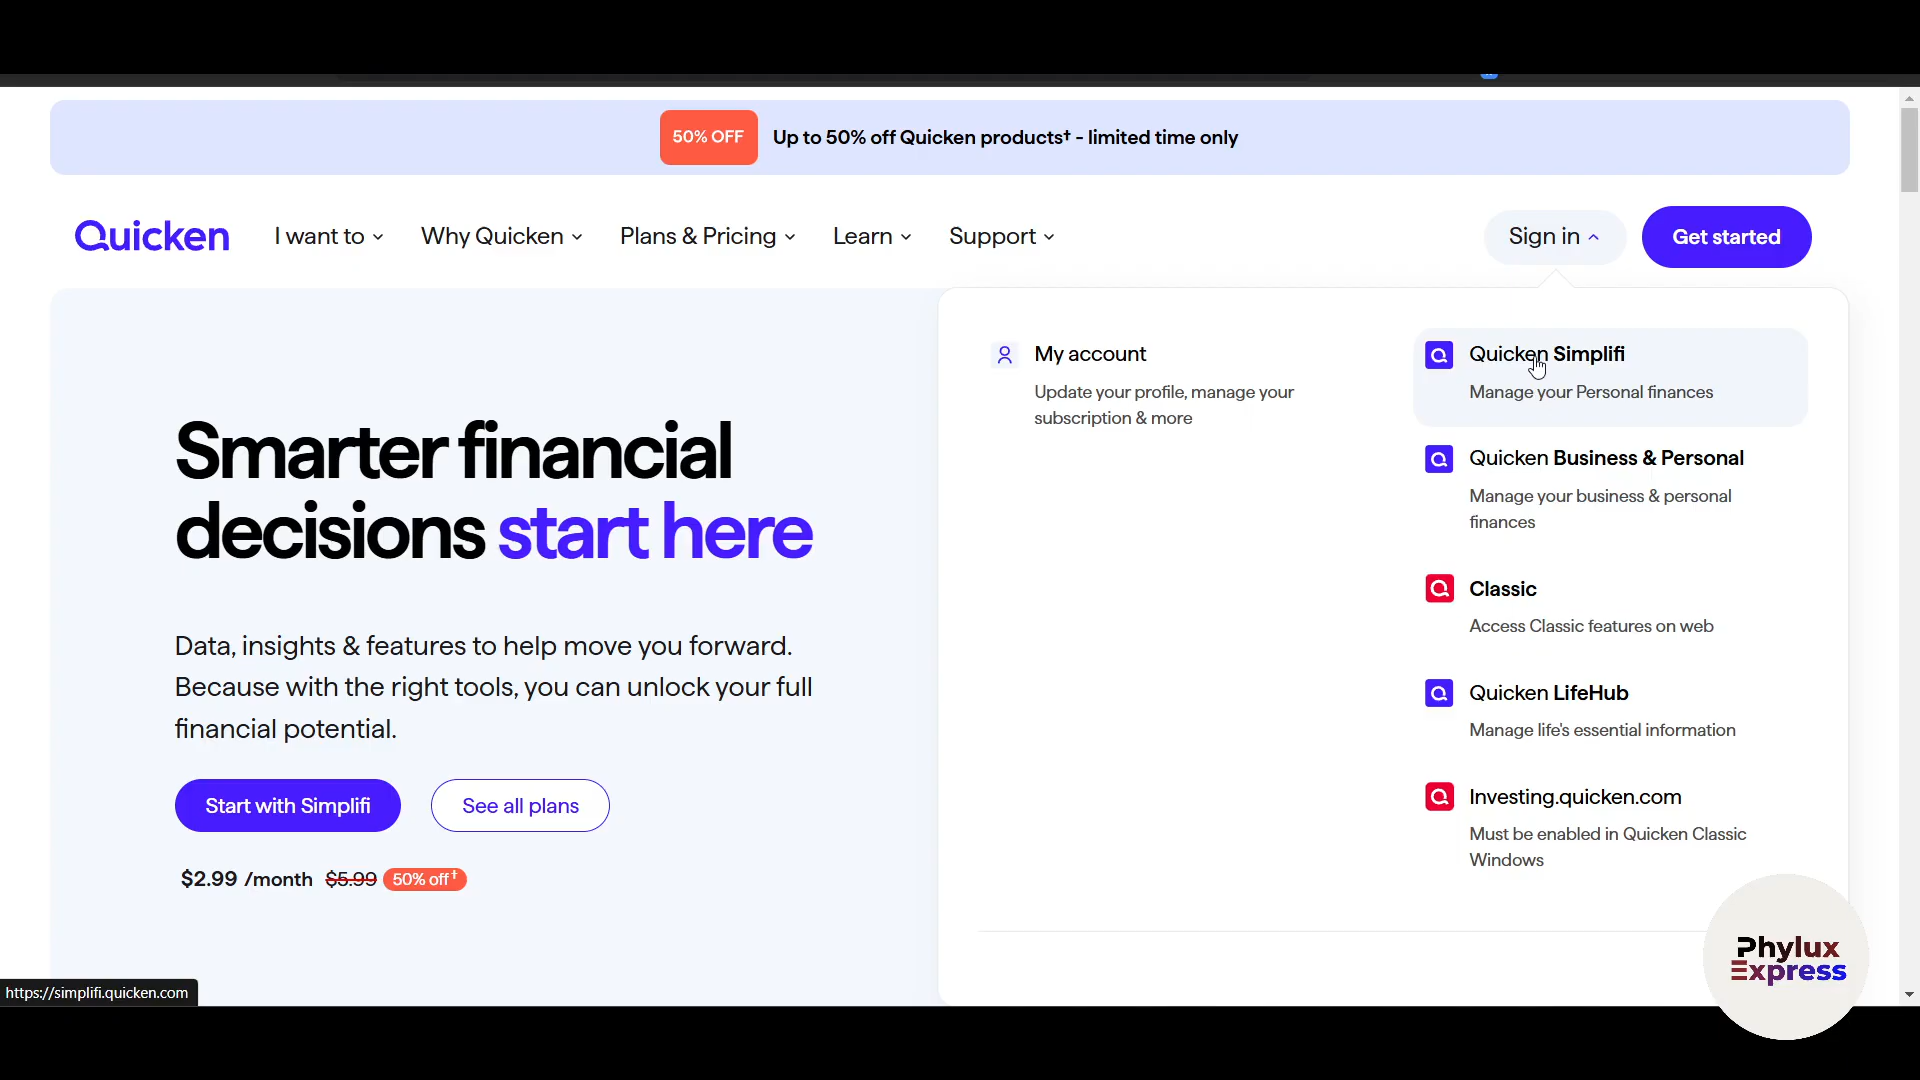 50% OFF Up to 50% off Quicken products† - limited time only
Quicken I want to Why Quicken Plans & Pricing Learn Support Sign in Get started
Smarter financial
decisions start here
Data, insights & features to help move you forward.
Because with the right tools, you can unlock your full
financial potential.
Start with Simplifi See all plans
$2.99 /month $5.99 50% off†
My account
Update your profile, manage your
subscription & more
Quicken Simplifi
Manage your Personal finances
Quicken Business & Personal
Manage your business & personal
finances
Classic
Access Classic features on web
Quicken LifeHub
Manage life's essential information
Investing.quicken.com
Must be enabled in Quicken Classic
Windows
Phylux
Express
https://simplifi.quicken.com